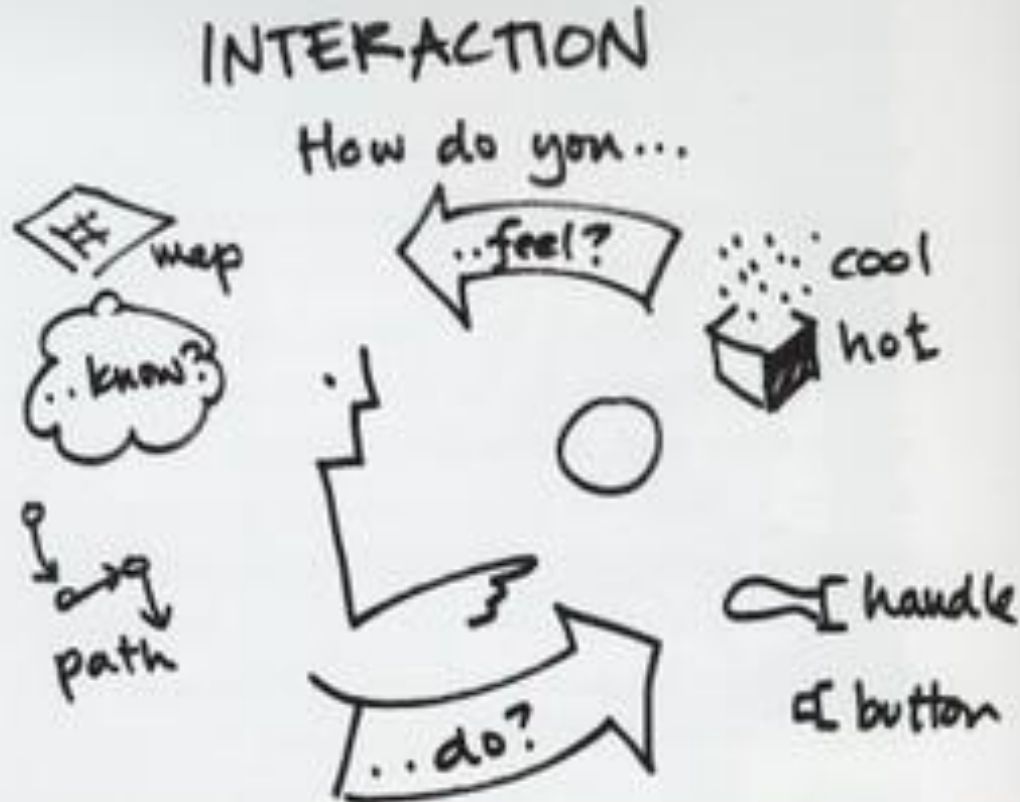 INTERACTION
How do you...
..feel?
map
cool
hot
..know?
path
handle
button
..do?